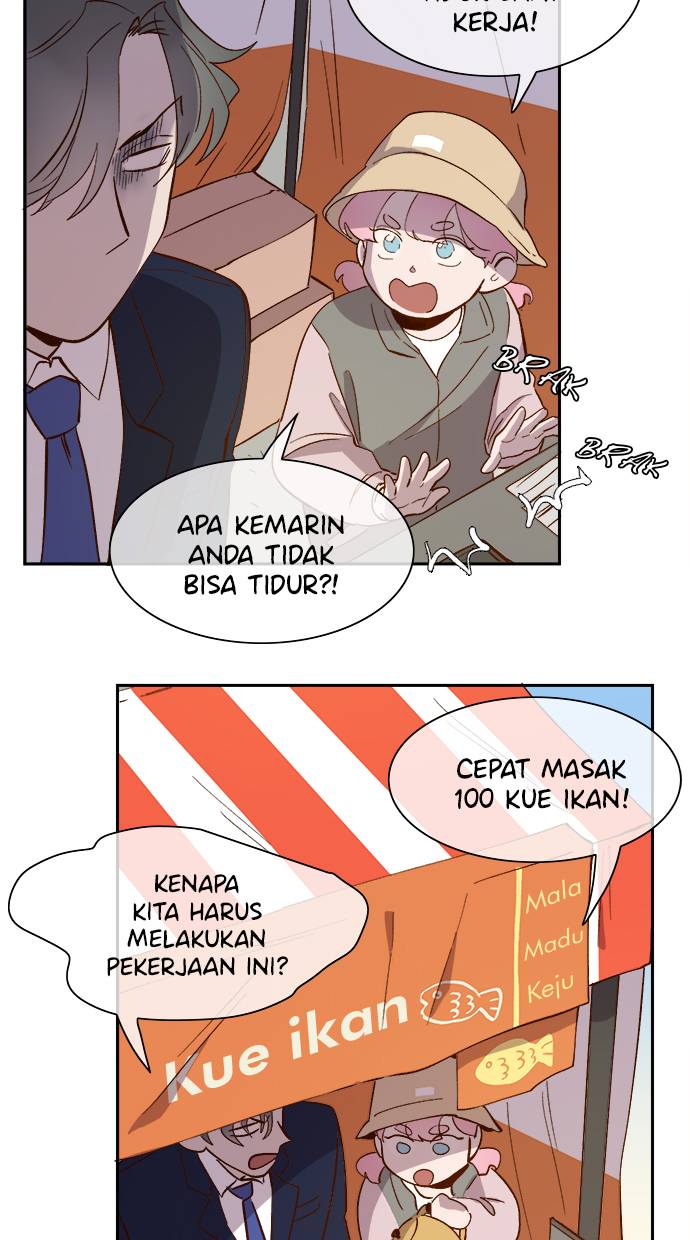 KERJA!
BRAK
BRAK
APA KEMARIN
ANDA TIDAK
BISA TIDUR?!
CEPAT MASAK
100 KUE IKAN!
KENAPA
KITA HARUS
MELAKUKAN
PEKERJAAN INI?
Mala
Madu
Keju
Kue ikan